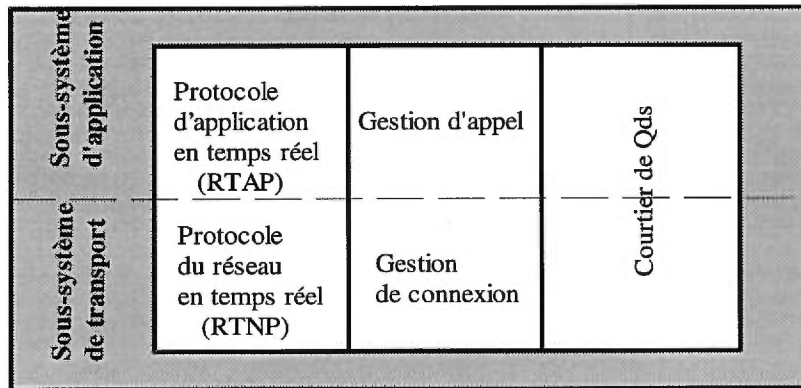 Sous-système
d'application
Protocole
d'application
en temps réel
(RTAP)
Gestion d'appel
Courtier de Qds
Sous-système
de transport
Protocole
du réseau
en temps réel
(RTNP)
Gestion
de connexion